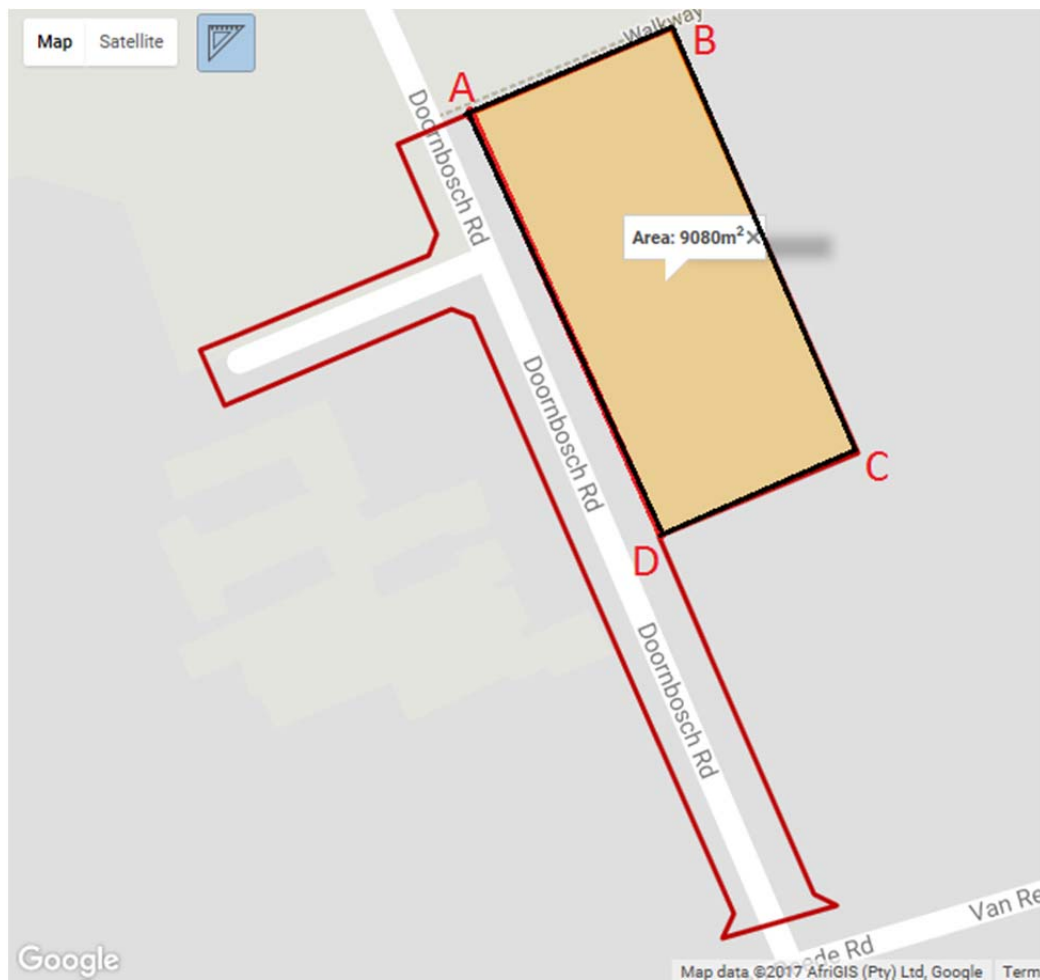 Map
Satellite
Walkway
B
A
Doornbosch Rd
Area: 9080m²×
Doornbosch Rd
C
D
Doornbosch Rd
Van Re
Rd
Google
Map data ©2017 AfriGIS (Pty) Ltd, Google
Term